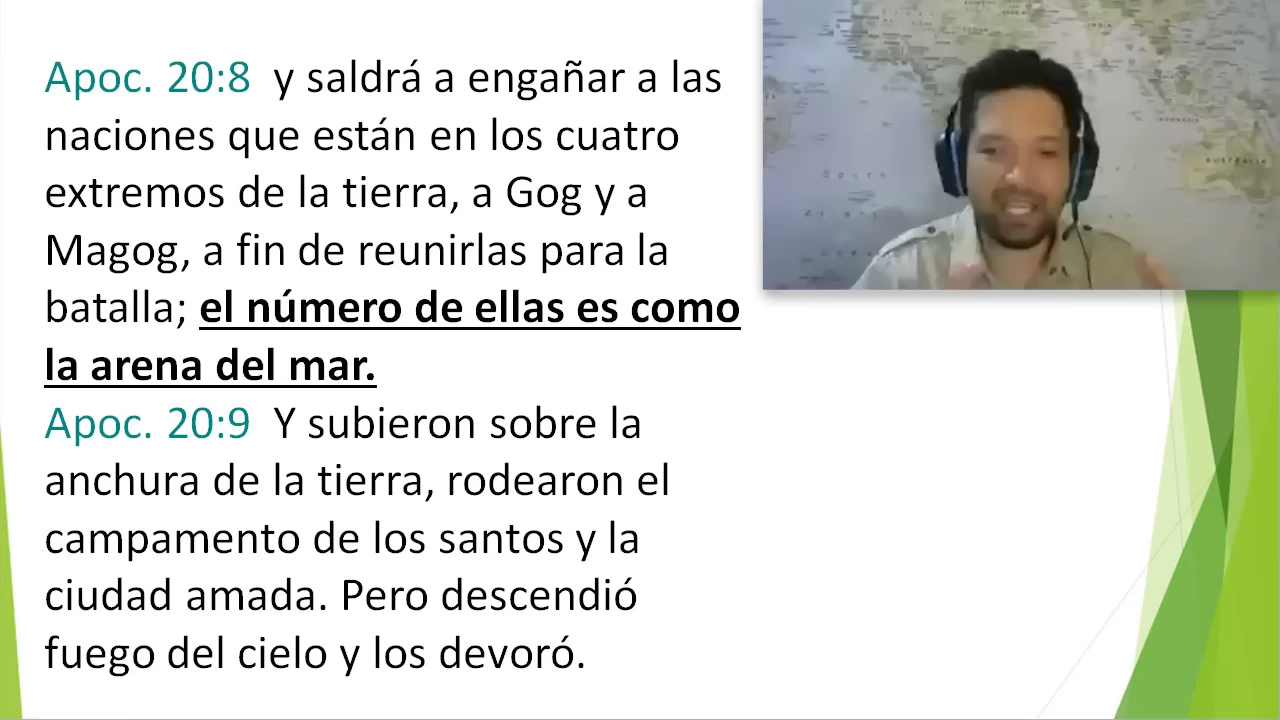 Apoc. 20:8 y saldrá a engañar a las
naciones que están en los cuatro
extremos de la tierra, a Gog y a
Magog, a fin de reunirlas para la
batalla; el número de ellas es como
la arena del mar.
Apoc. 20:9 Y subieron sobre la
anchura de la tierra, rodearon el
campamento de los santos y la
ciudad amada. Pero descendió
fuego del cielo y los devoró.
AUSTRALIA